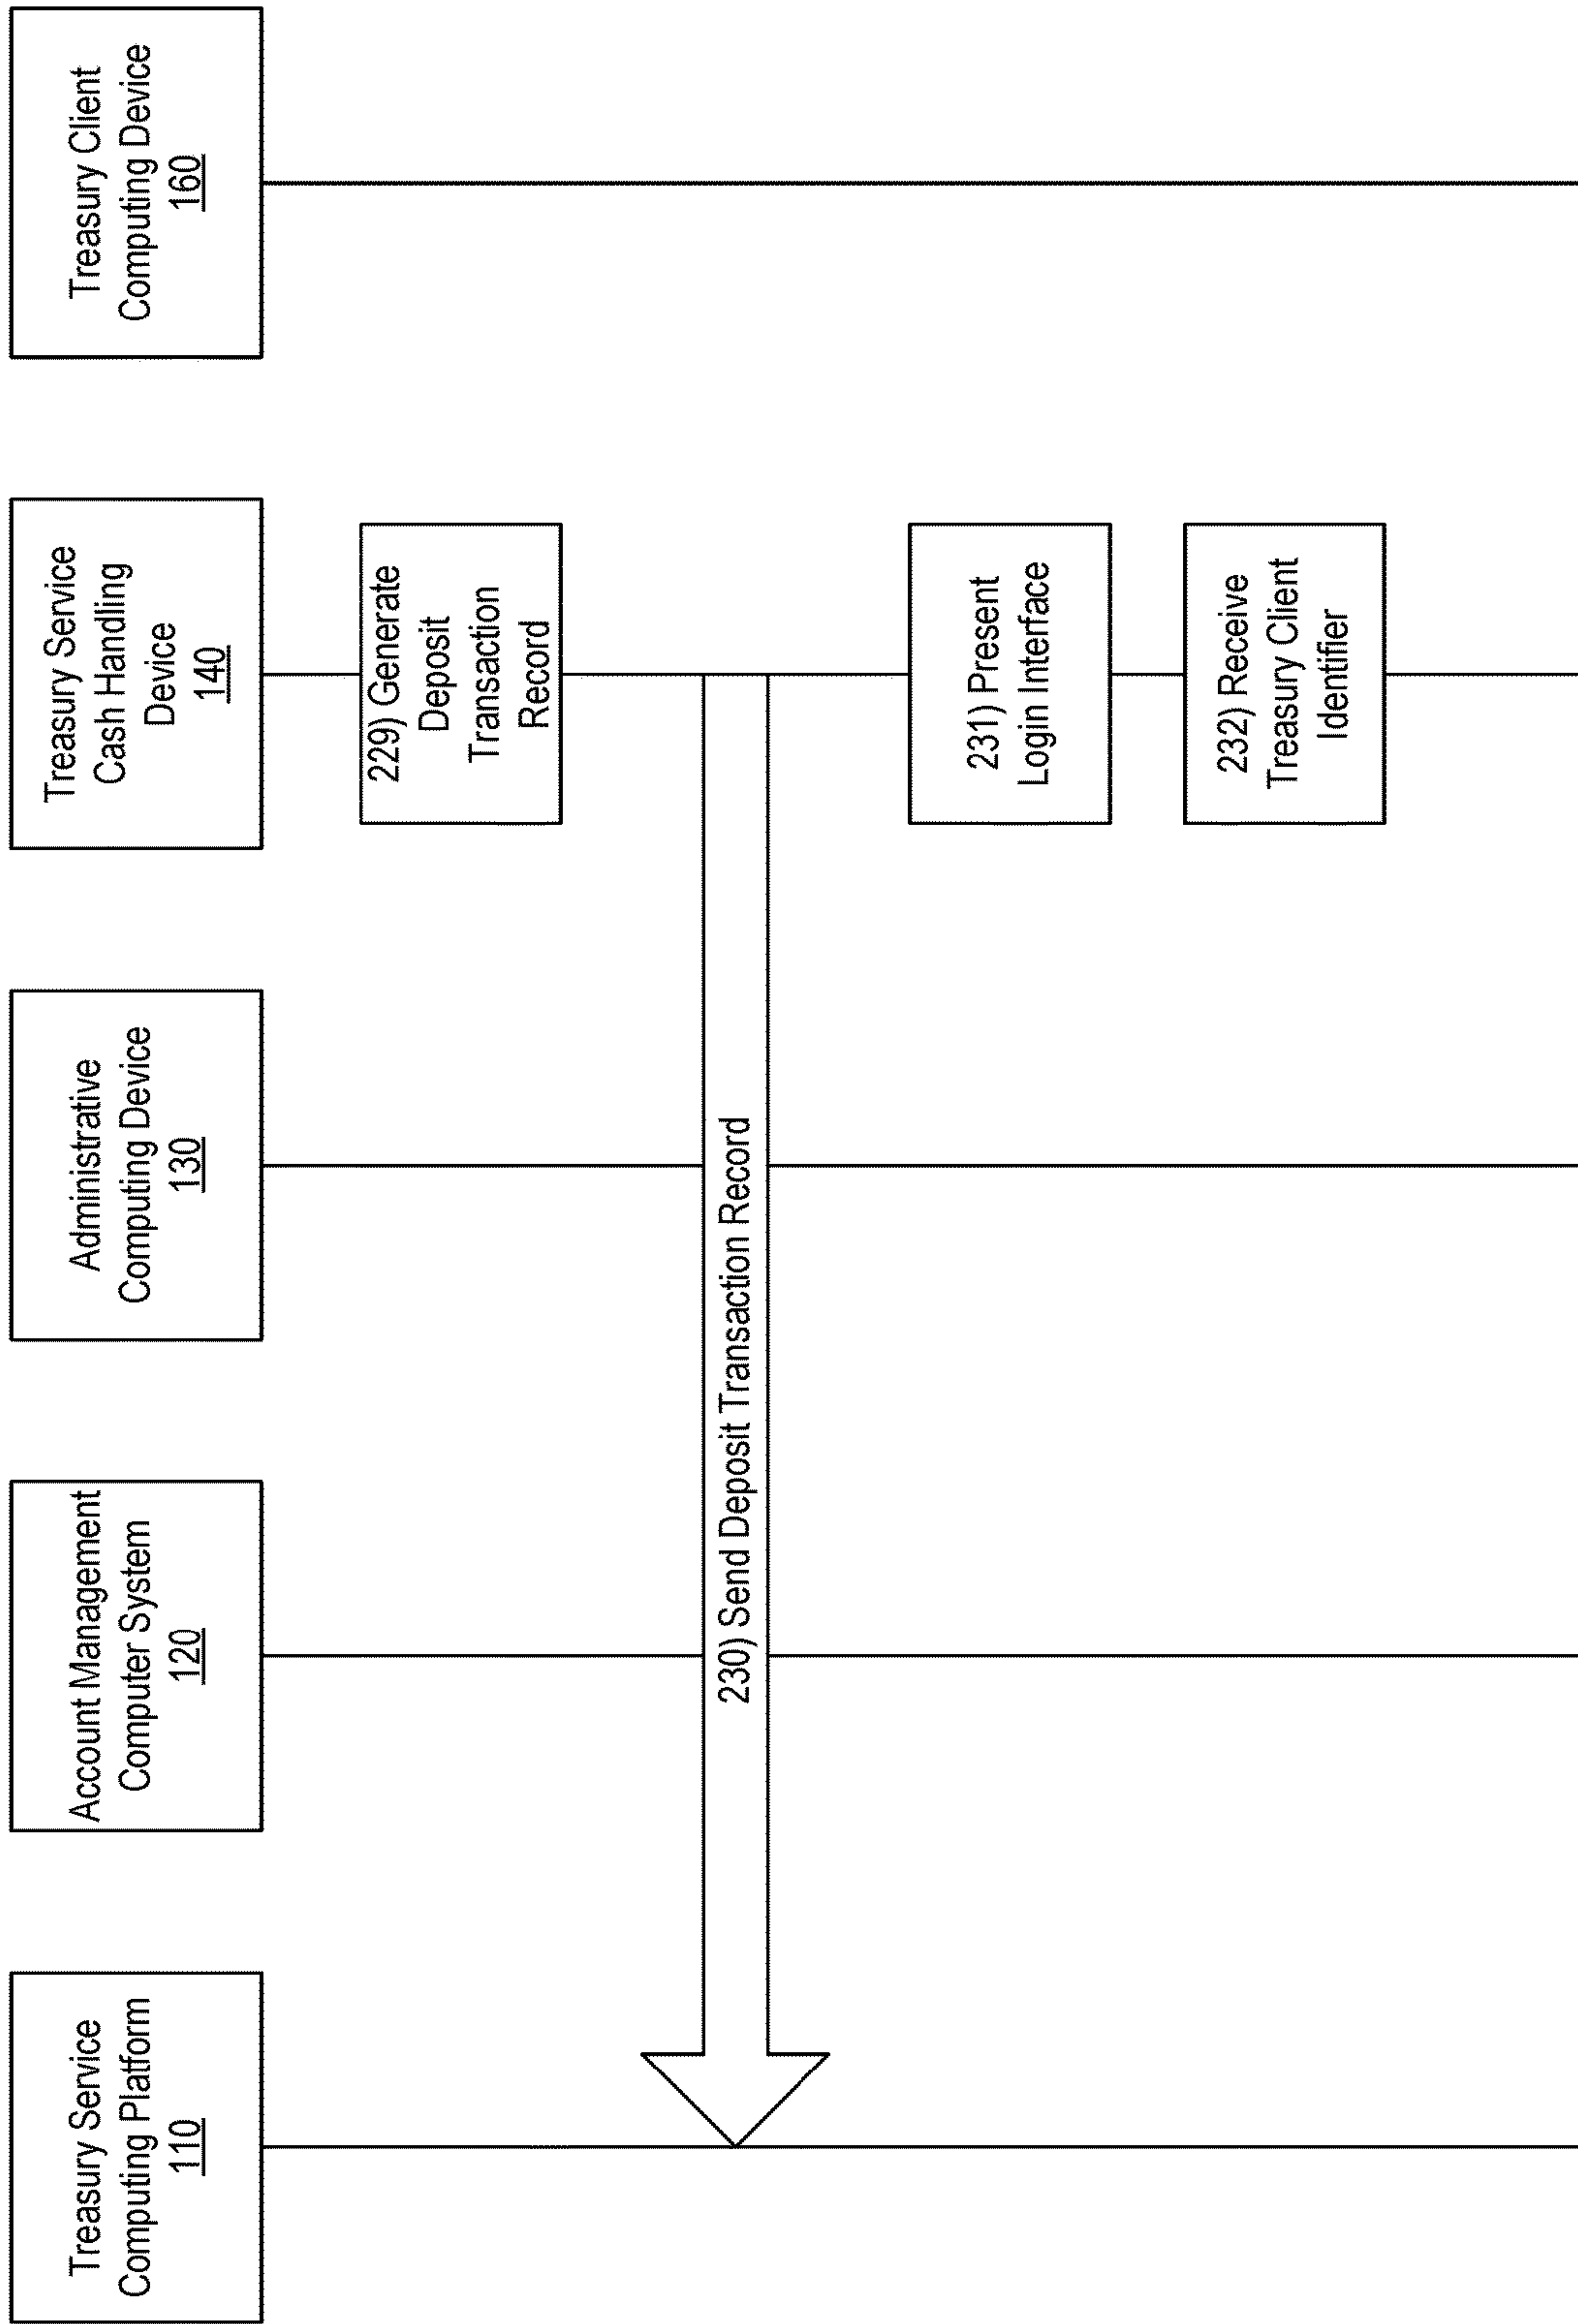 Treasury Service
Computing Platform
110
Account Management
Computer System
120
Administrative
Computing Device
130
Treasury Service
Cash Handling
Device
140
Treasury Client
Computing Device
160
229) Generate
Deposit
Transaction
Record
230) Send Deposit Transaction Record
231) Present
Login Interface
232) Receive
Treasury Client
Identifier